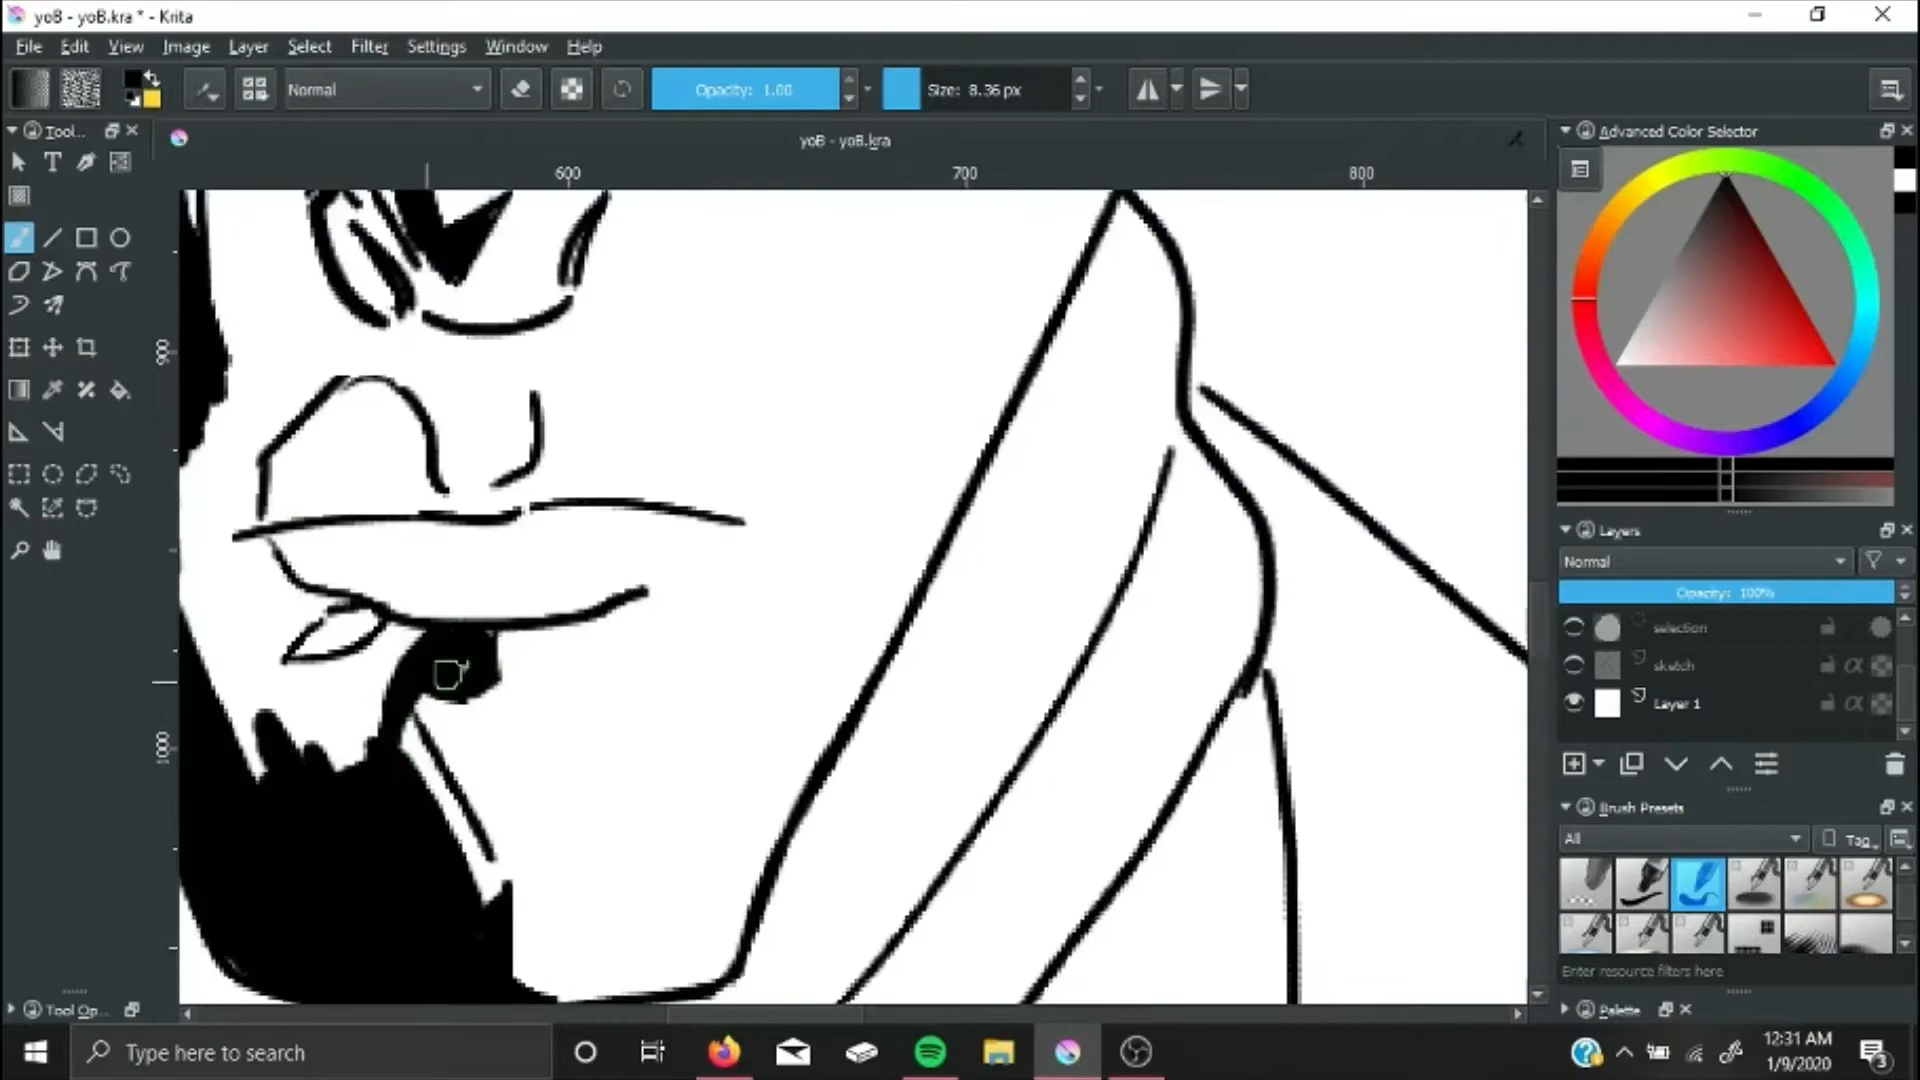 yoB - yoB.kra * - Krita
File Edit View Image Layer Select Filter Settings Window Help
Normal
Opacity: 1.00
Size: 8.36 px
Tool...
yoB - yoB.kra
Advanced Color Selector
600
700
800
900
1000
Layers
Normal
Opacity: 100%
selection
sketch
Layer 1
Brush Presets
All
Tag
Enter resource filters here
Tool Op...
Palette
Type here to search
12:31 AM
1/9/2020
3